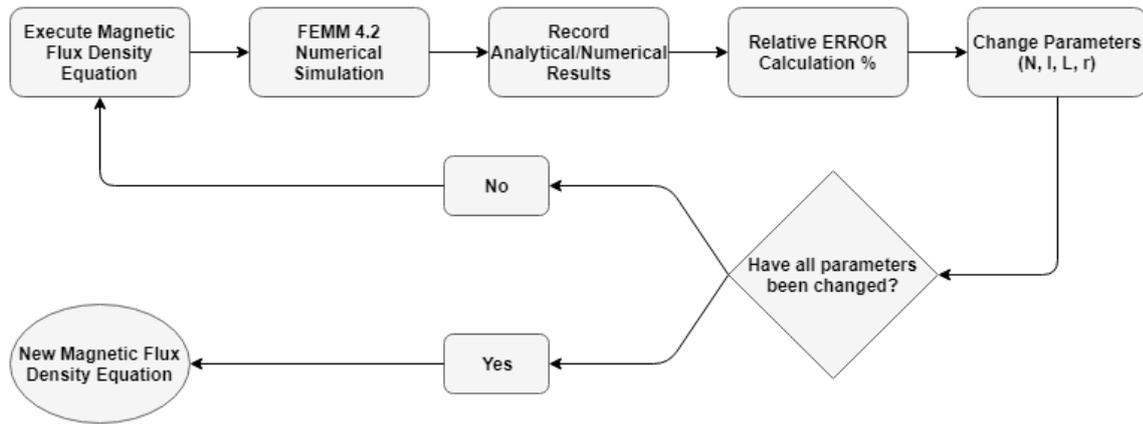 Execute Magnetic
Flux Density
Equation
FEMM 4.2
Numerical
Simulation
Record
Analytical/Numerical
Results
Relative ERROR
Calculation %
Change Parameters
(N, I, L, r)
No
Have all parameters
been changed?
Yes
New Magnetic Flux
Density Equation